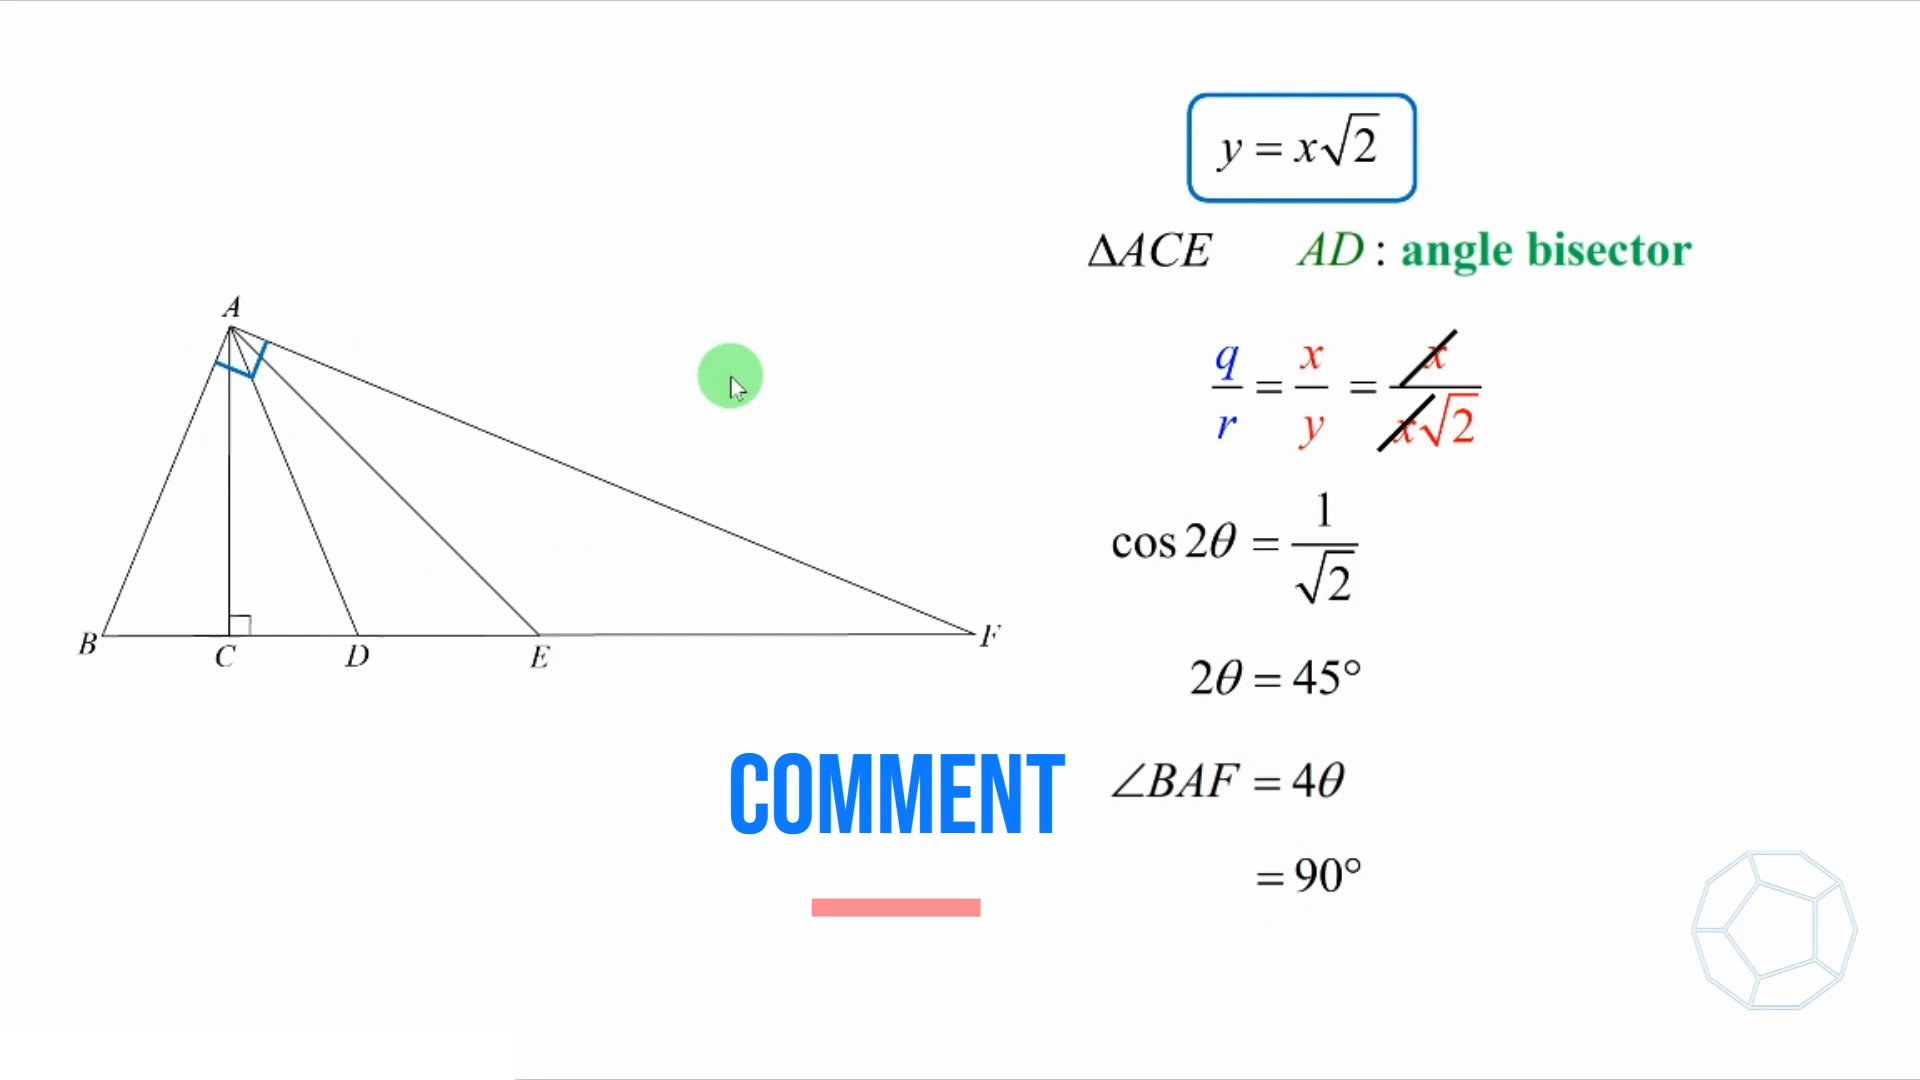 y = x√2
ΔACE AD : angle bisector
q/r = x/y = x/x√2
cos 2θ = 1/√2
2θ = 45°
∠BAF = 4θ
= 90°
A
B C D E F
COMMENT